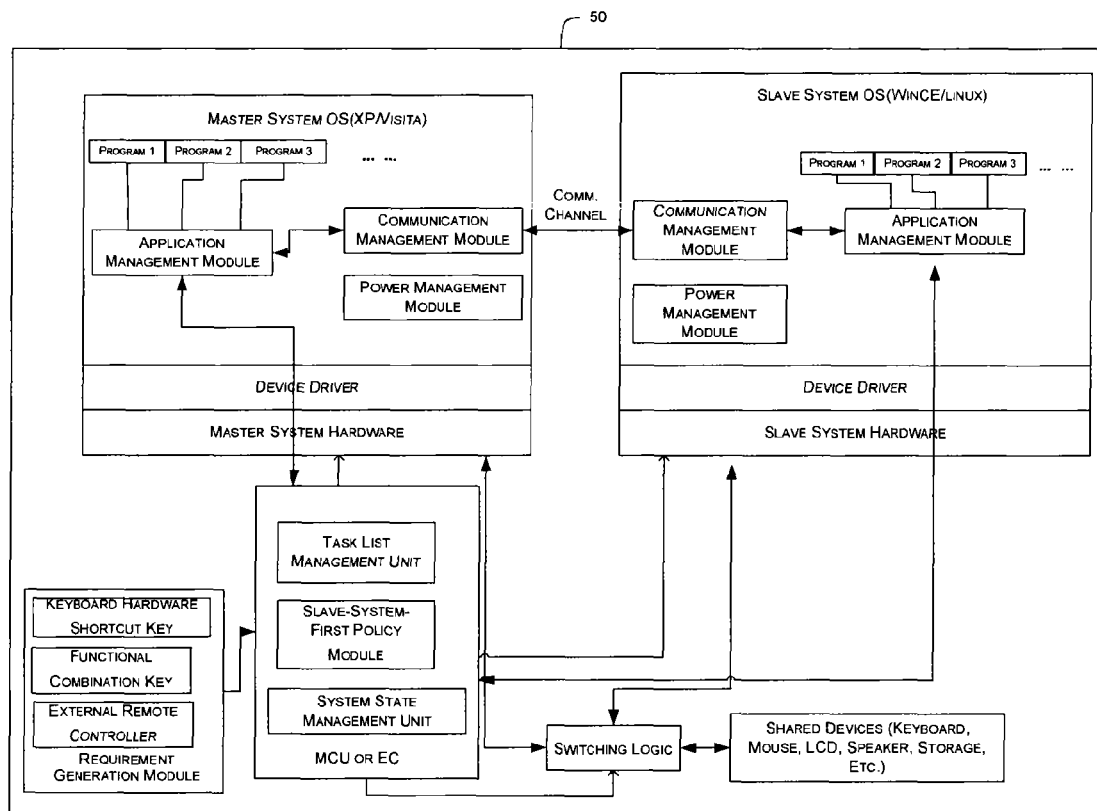 50
MASTER SYSTEM OS(XP/VISITA)
PROGRAM 1
PROGRAM 2
PROGRAM 3
... ...
APPLICATION
MANAGEMENT MODULE
COMMUNICATION
MANAGEMENT MODULE
POWER MANAGEMENT
MODULE
DEVICE DRIVER
MASTER SYSTEM HARDWARE
COMM.
CHANNEL
SLAVE SYSTEM OS(WINCE/LINUX)
PROGRAM 1
PROGRAM 2
PROGRAM 3
... ...
COMMUNICATION
MANAGEMENT
MODULE
APPLICATION
MANAGEMENT MODULE
POWER
MANAGEMENT
MODULE
DEVICE DRIVER
SLAVE SYSTEM HARDWARE
KEYBOARD HARDWARE
SHORTCUT KEY
FUNCTIONAL
COMBINATION KEY
EXTERNAL REMOTE
CONTROLLER
REQUIREMENT
GENERATION MODULE
TASK LIST
MANAGEMENT UNIT
SLAVE-SYSTEM-
FIRST POLICY
MODULE
SYSTEM STATE
MANAGEMENT UNIT
MCU OR EC
SWITCHING LOGIC
SHARED DEVICES (KEYBOARD,
MOUSE, LCD, SPEAKER, STORAGE,
ETC.)